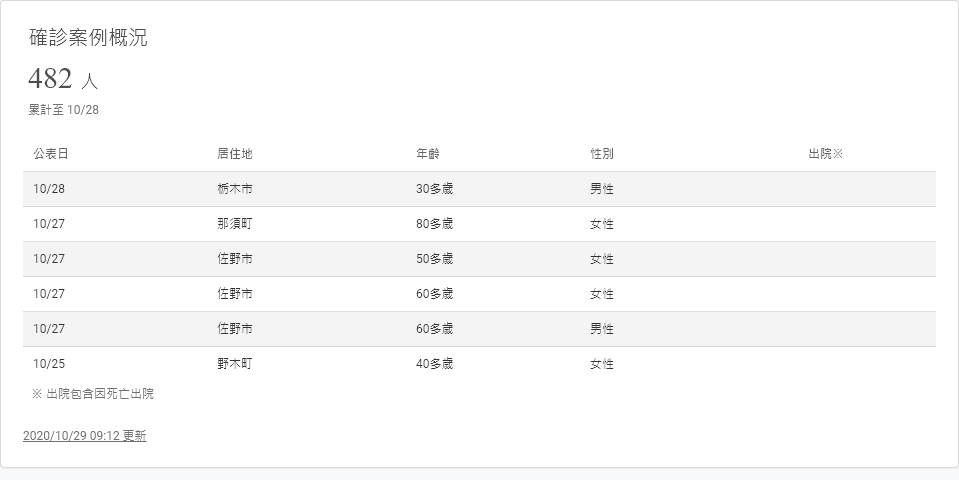 確診案例概況
482 人
累計至 10/28
公表日 居住地 年齡 性別 出院※
10/28 栃木市 30多歲 男性
10/27 那須町 80多歲 女性
10/27 佐野市 50多歲 女性
10/27 佐野市 60多歲 女性
10/27 佐野市 60多歲 男性
10/25 野木町 40多歲 女性
※ 出院包含因死亡出院
2020/10/29 09:12 更新